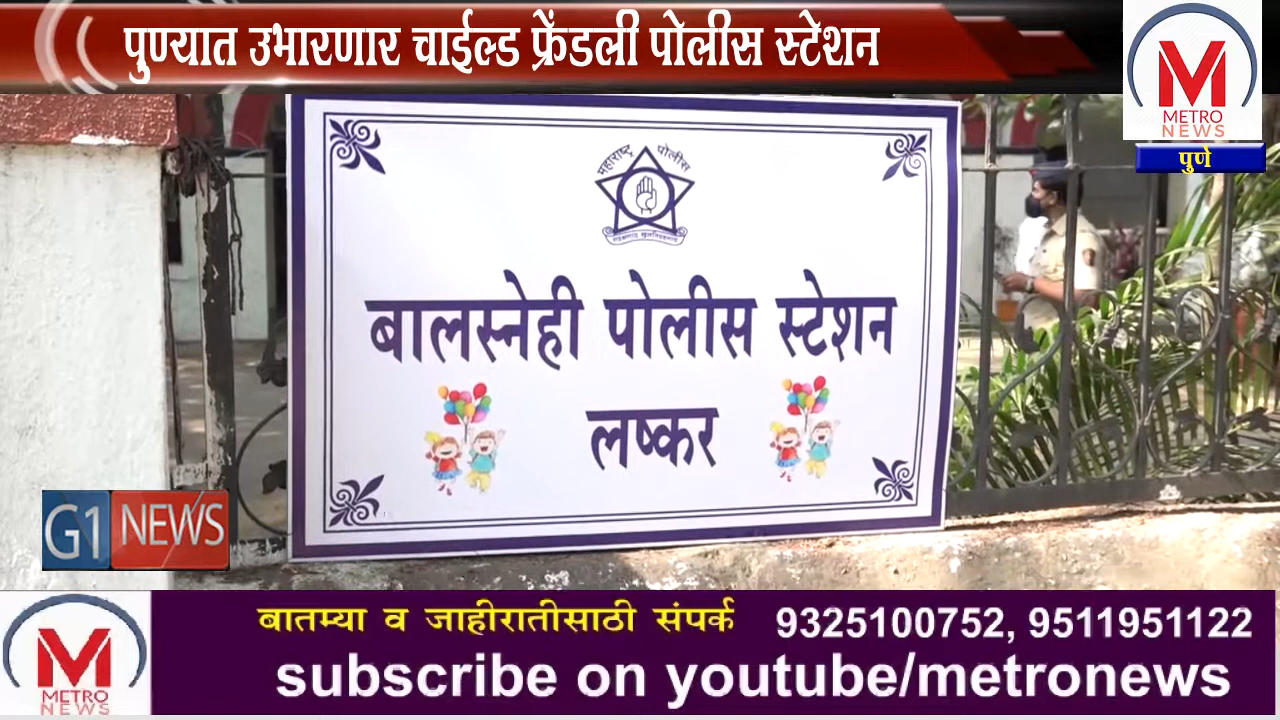 पुण्यात उभारणार चाईल्ड फ्रेंडली पोलीस स्टेशन
M
METRO
NEWS
पुणे
महाराष्ट्र पोलीस
बालस्नेही पोलीस स्टेशन
लष्कर
G1 NEWS
बातम्या व जाहीरातीसाठी संपर्क 9325100752, 9511951122
M
METRO
NEWS
subscribe on youtube/metronews